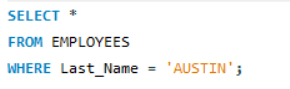 SELECT *
FROM EMPLOYEES
WHERE Last_Name = 'AUSTIN';